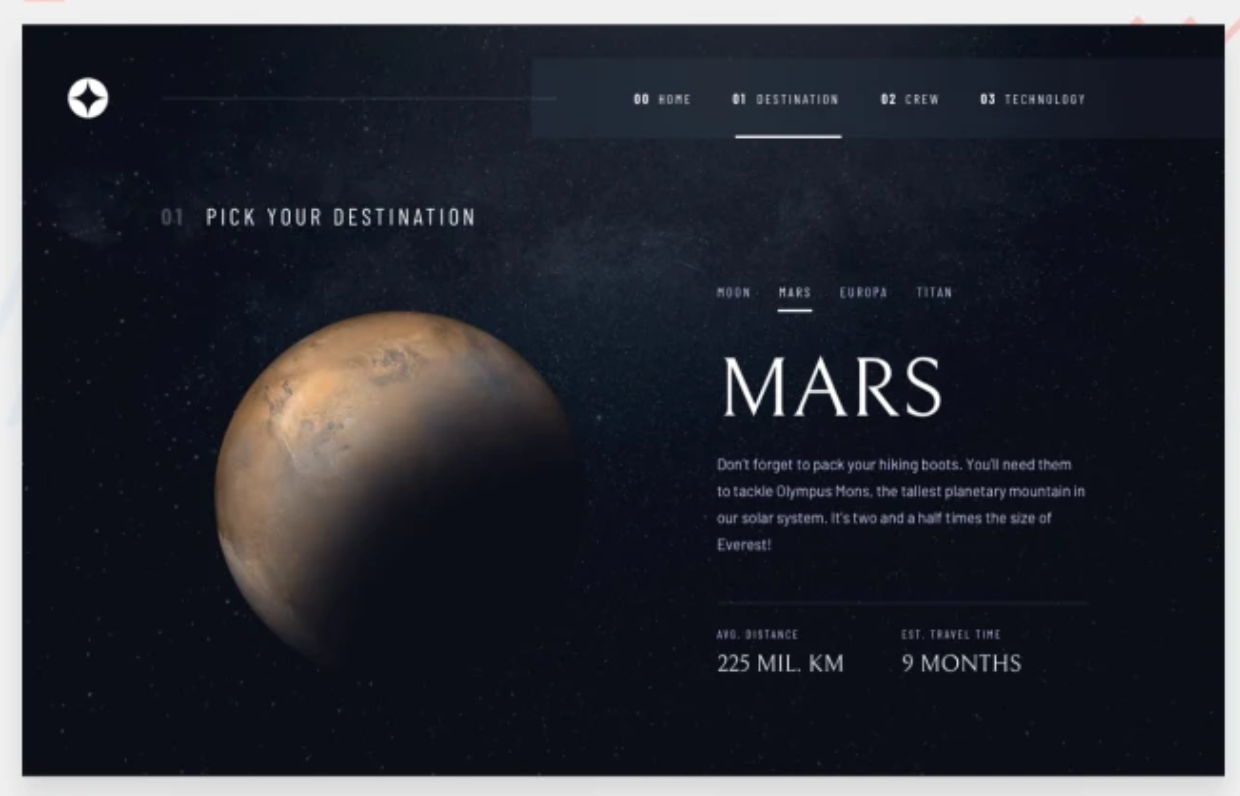 00 HOME 01 DESTINATION 02 CREW 03 TECHNOLOGY
01 PICK YOUR DESTINATION
MOON MARS EUROPA TITAN
MARS
Don't forget to pack your hiking boots. You'll need them
to tackle Olympus Mons, the tallest planetary mountain in
our solar system. It's two and a half times the size of
Everest!
AVG. DISTANCE EST. TRAVEL TIME
225 MIL. KM 9 MONTHS